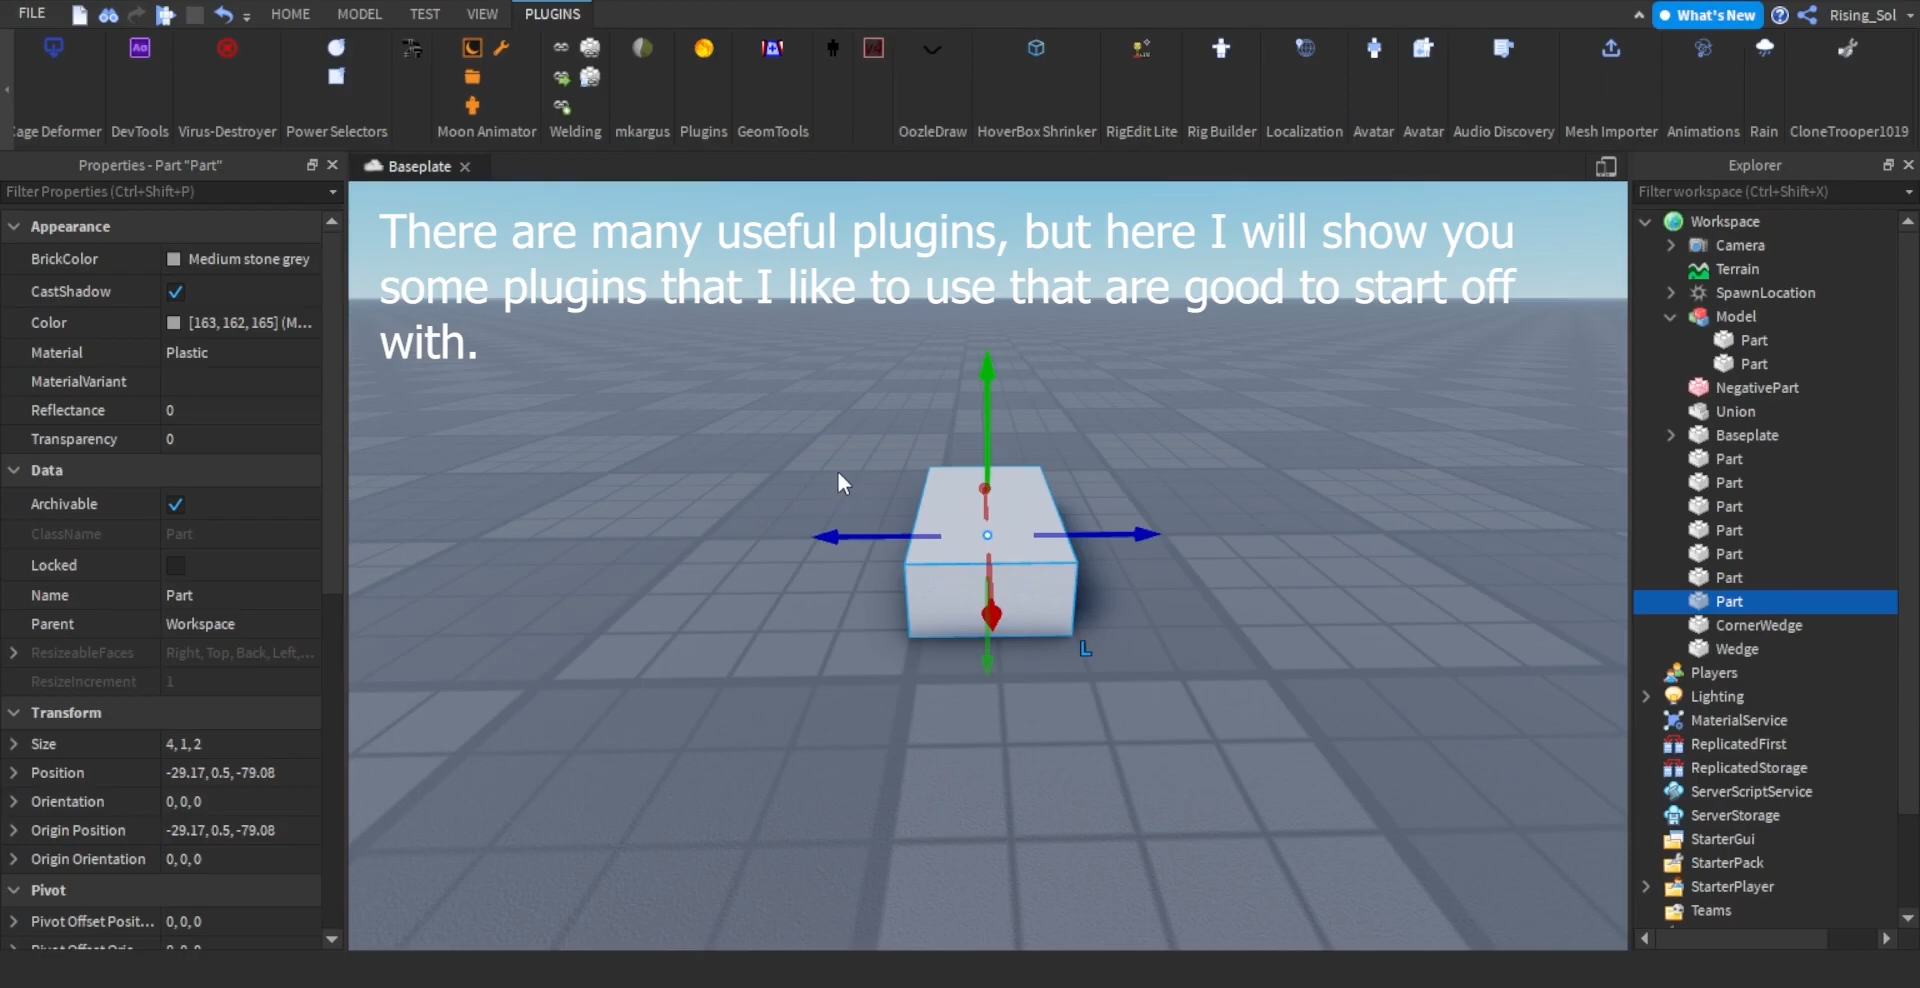 FILE
HOME
MODEL
TEST
VIEW
PLUGINS
What's New
Rising_Sol
Cage Deformer
DevTools
Virus-Destroyer
Power Selectors
Moon Animator
Welding
mkargus
Plugins
GeomTools
OozleDraw
HoverBox Shrinker
RigEdit Lite
Rig Builder
Localization
Avatar
Avatar
Audio Discovery
Mesh Importer
Animations
Rain
CloneTrooper1019
Properties - Part "Part"
Filter Properties (Ctrl+Shift+P)
Appearance
BrickColor Medium stone grey
CastShadow
Color [163, 162, 165] (M...
Material Plastic
MaterialVariant
Reflectance 0
Transparency 0
Data
Archivable
ClassName Part
Locked
Name Part
Parent Workspace
ResizeableFaces Right, Top, Back, Left,...
ResizeIncrement 1
Transform
Size 4, 1, 2
Position -29.17, 0.5, -79.08
Orientation 0, 0, 0
Origin Position -29.17, 0.5, -79.08
Origin Orientation 0, 0, 0
Pivot
Pivot Offset Posit... 0, 0, 0
Baseplate
There are many useful plugins, but here I will show you
some plugins that I like to use that are good to start off
with.
L
Explorer
Filter workspace (Ctrl+Shift+X)
Workspace
Camera
Terrain
SpawnLocation
Model
Part
Part
NegativePart
Union
Baseplate
Part
Part
Part
Part
Part
Part
Part
CornerWedge
Wedge
Players
Lighting
MaterialService
ReplicatedFirst
ReplicatedStorage
ServerScriptService
ServerStorage
StarterGui
StarterPack
StarterPlayer
Teams